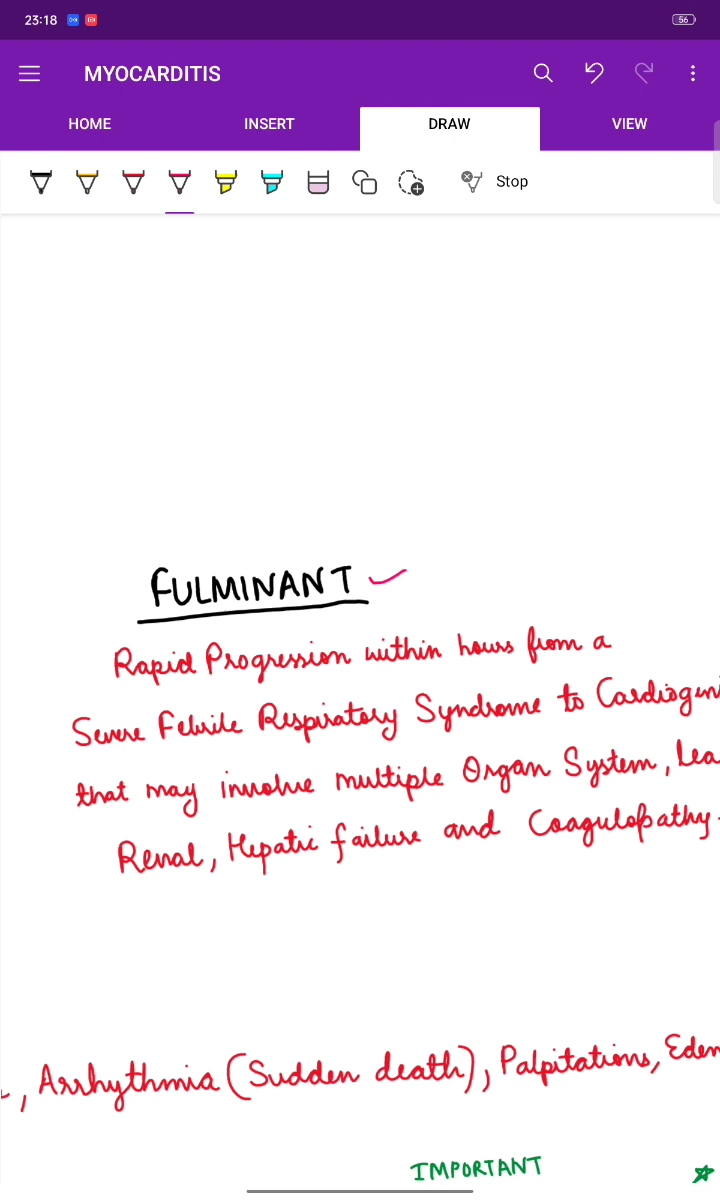 23:18
56
MYOCARDITIS
HOME INSERT DRAW VIEW
Stop
FULMINANT
Rapid Progression within hours from a
Severe Febrile Respiratory Syndrome to Cardiogeni
that may involve multiple Organ System, Lea
Renal, Hepatic failure and Coagulopathy.
, Arrhythmia (Sudden death), Palpitations, Edem
IMPORTANT